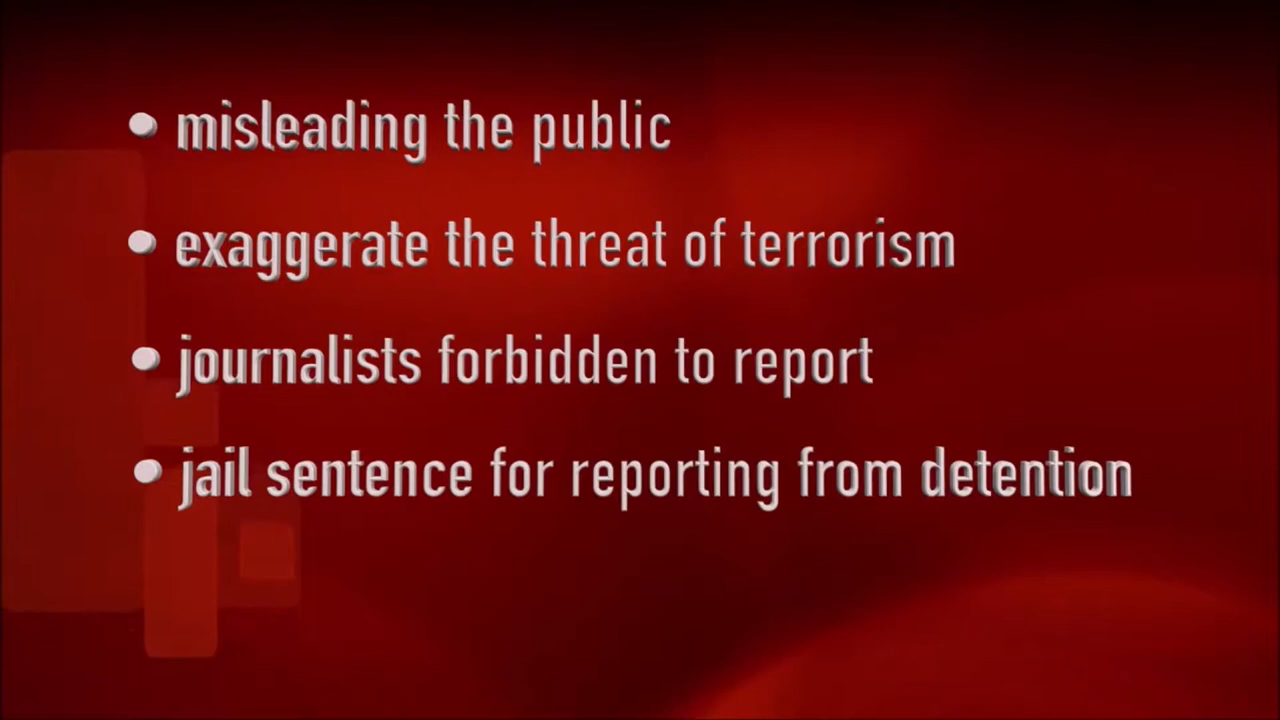 • misleading the public
• exaggerate the threat of terrorism
• journalists forbidden to report
• jail sentence for reporting from detention